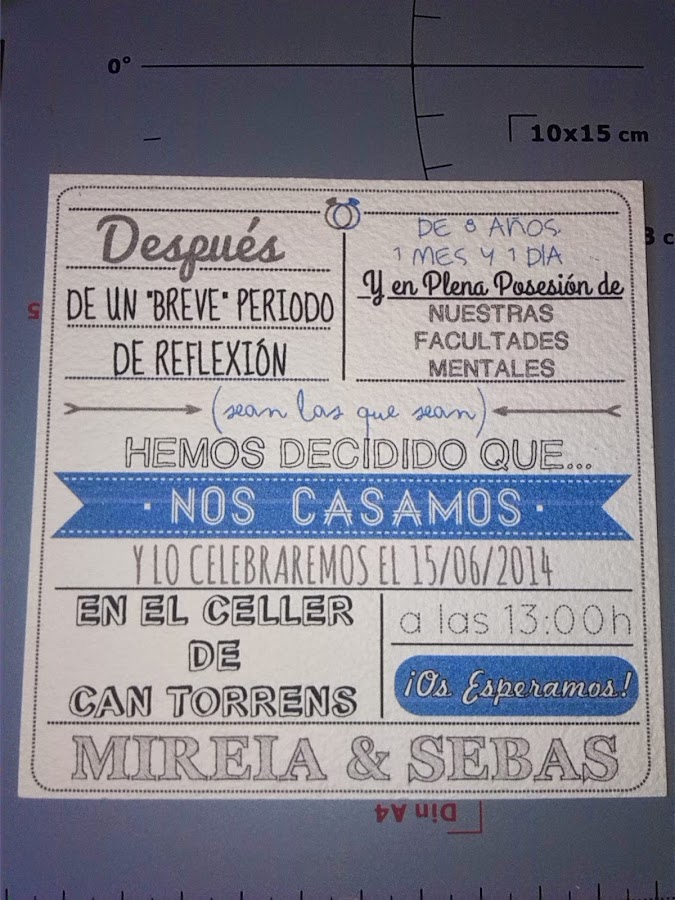 0°
10x15 cm
Después
DE UN "BREVE" PERIODO
DE REFLEXIÓN
DE 8 AÑOS
1 MES Y 1 DÍA
Y en Plena Posesión de
NUESTRAS
FACULTADES
MENTALES
(sean las que sean)
HEMOS DECIDIDO QUE...
· NOS CASAMOS ·
Y LO CELEBRAREMOS EL 15/06/2014
EN EL CELLER
DE
CAN TORRENS
a las 13:00h
¡Os Esperamos!
MIREIA & SEBAS
Din A4